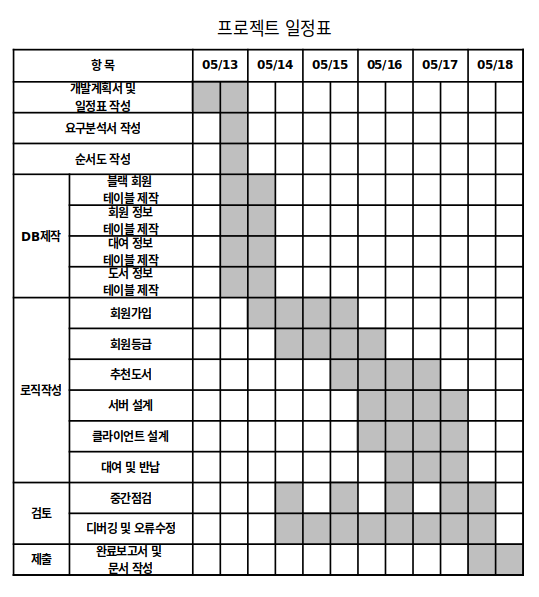 프로젝트 일정표
항 목 05/13 05/14 05/15 05/16 05/17 05/18
개발계획서 및
일정표 작성
요구분석서 작성
순서도 작성
DB제작
블랙 회원
테이블 제작
회원 정보
테이블 제작
대여 정보
테이블 제작
도서 정보
테이블 제작
로직작성
회원가입
회원등급
추천도서
서버 설계
클라이언트 설계
대여 및 반납
검토
중간점검
디버깅 및 오류수정
제출
완료보고서 및
문서 작성